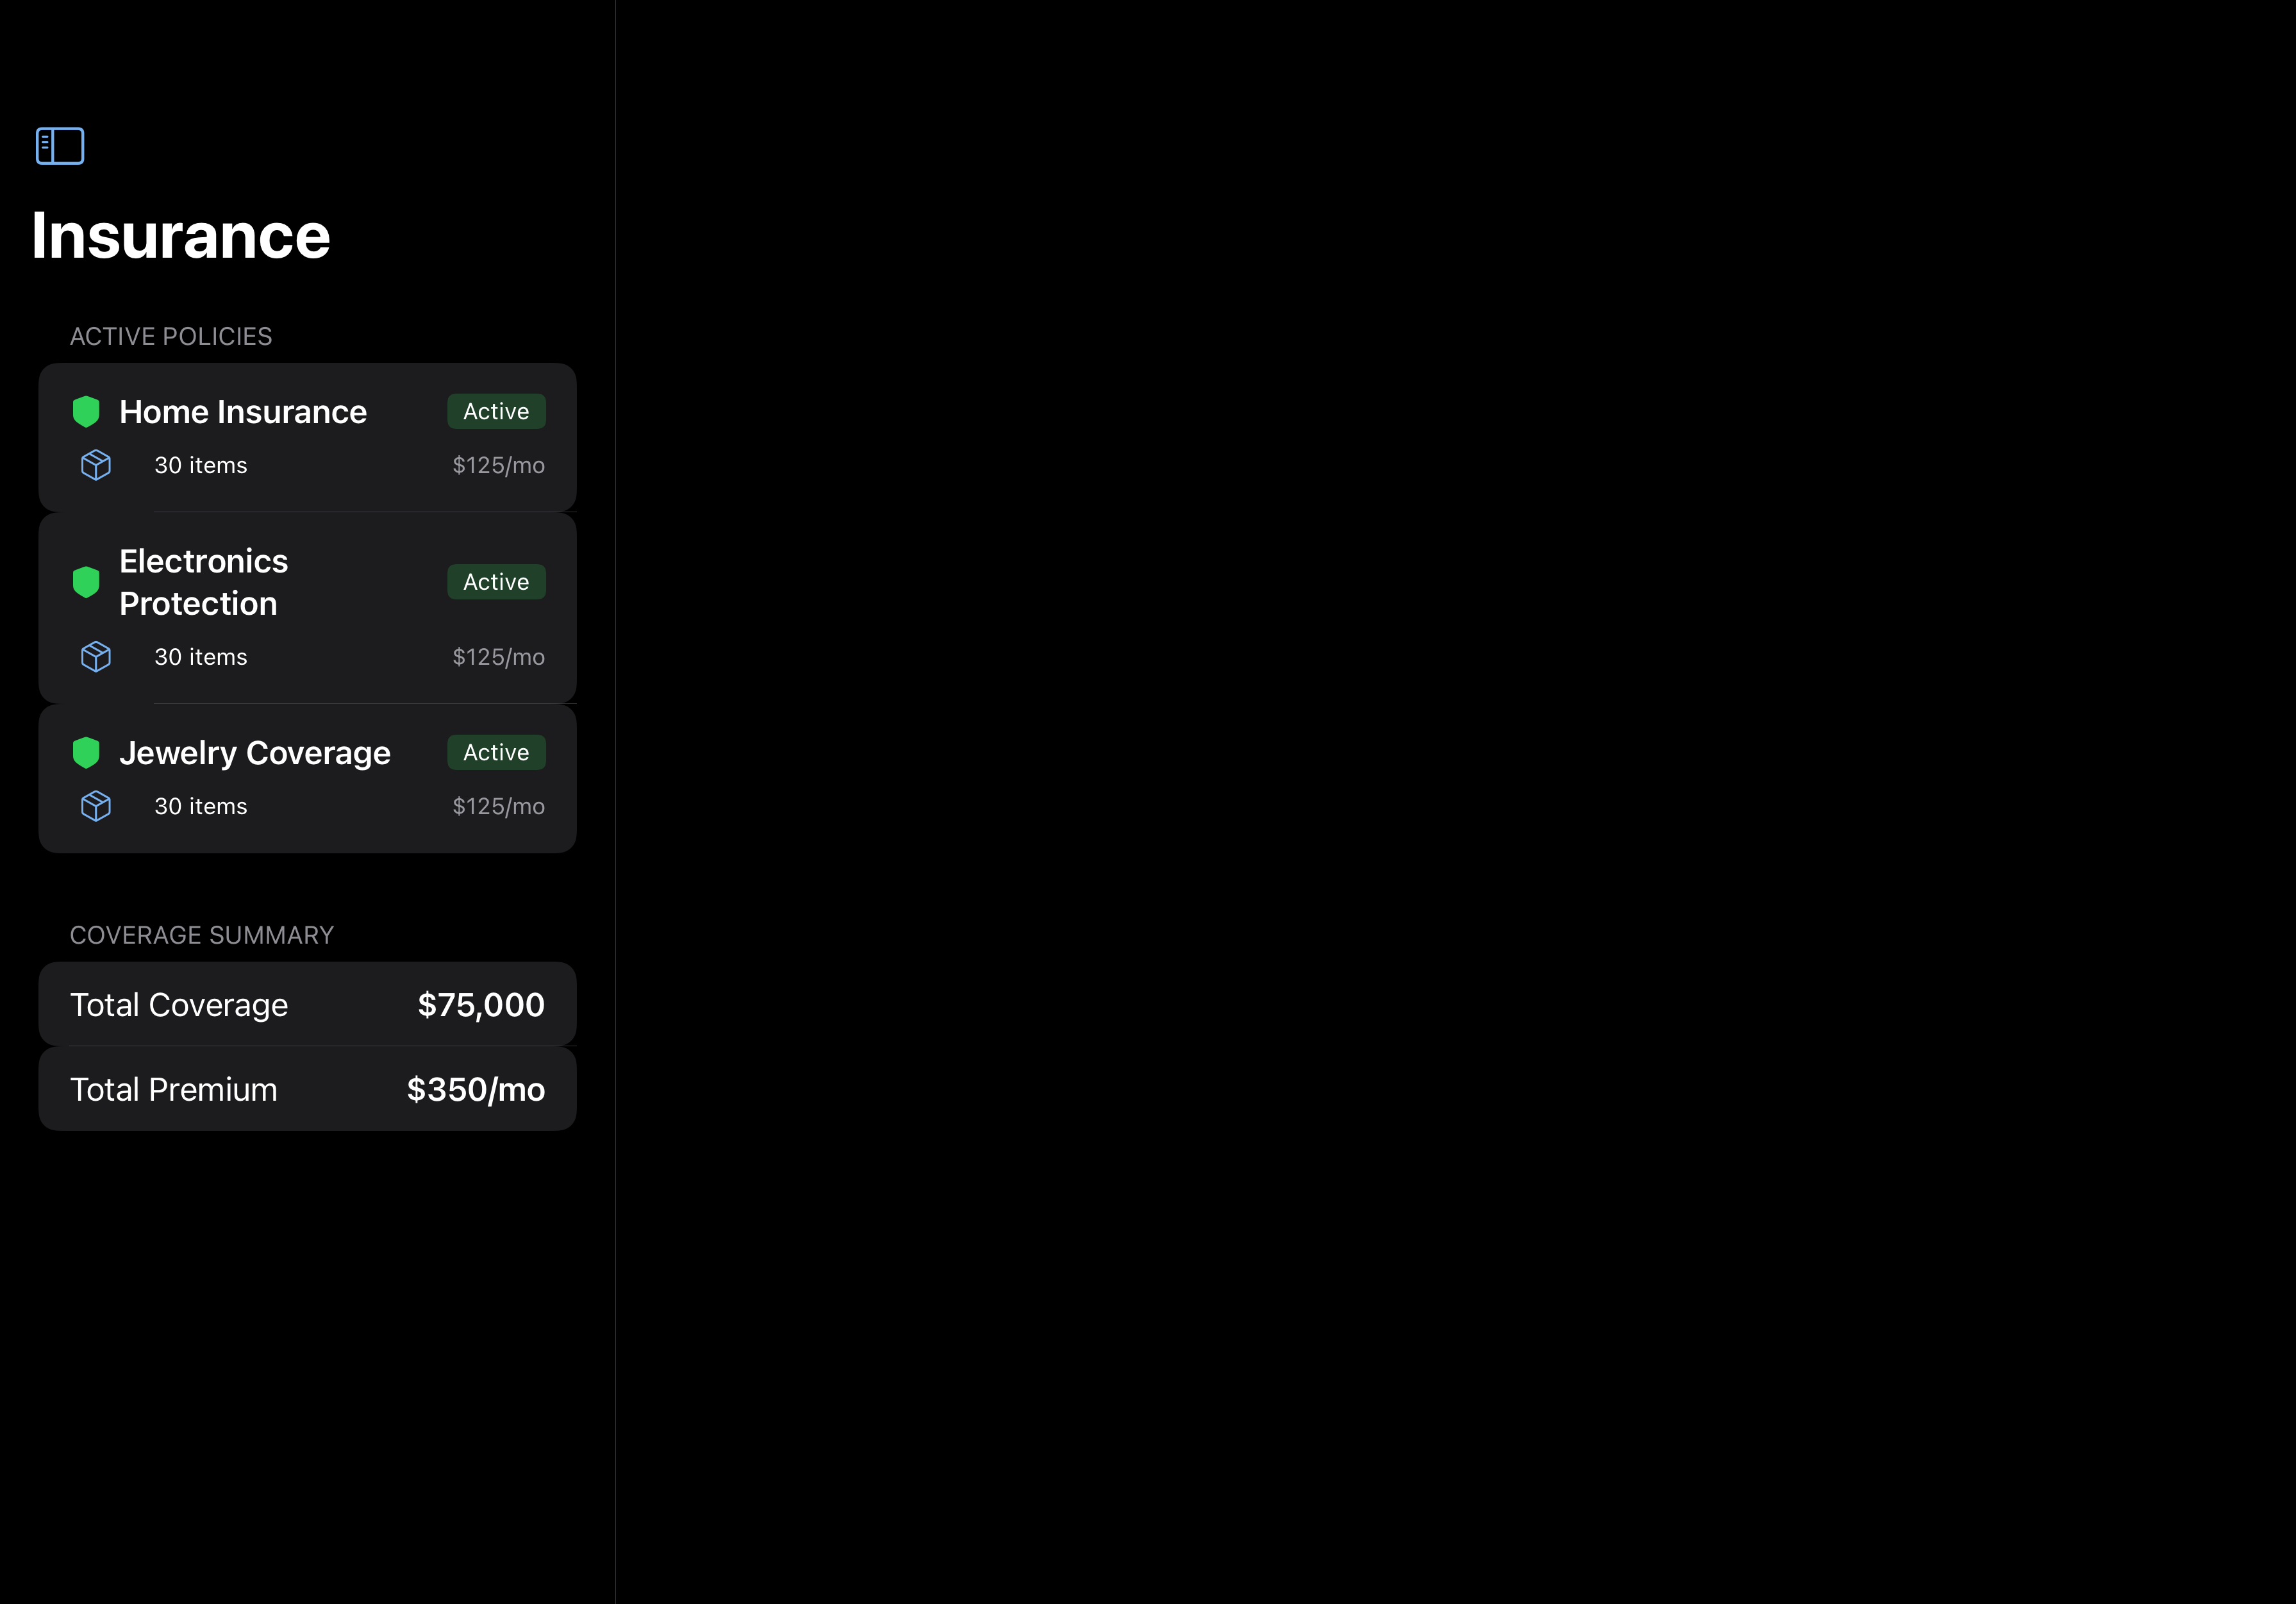 Insurance
ACTIVE POLICIES
Home Insurance Active
30 items $125/mo
Electronics
Protection
Active
30 items $125/mo
Jewelry Coverage Active
30 items $125/mo
COVERAGE SUMMARY
Total Coverage $75,000
Total Premium $350/mo